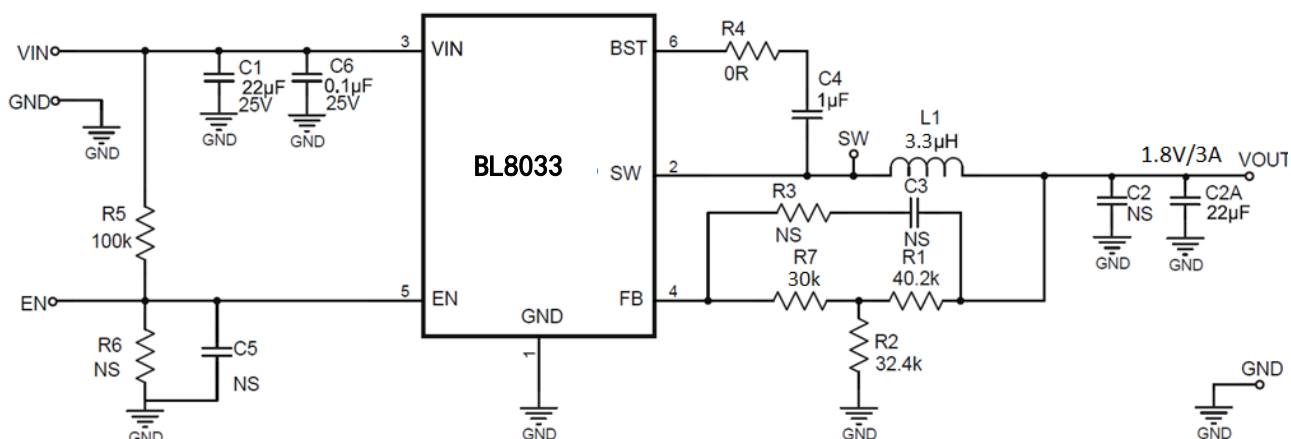 VIN
GND
GND
C1
22µF
25V
GND
C6
0.1µF
25V
GND
R5
100k
EN
R6
NS
C5
NS
GND
3
VIN
BST
6
BL8033
SW
2
5
EN
FB
4
GND
1
GND
R4
0R
C4
1µF
SW
L1
3.3µH
1.8V/3A
VOUT
R3
NS
C3
NS
C2
NS
GND
C2A
22µF
GND
R7
30k
R1
40.2k
R2
32.4k
GND
GND
GND